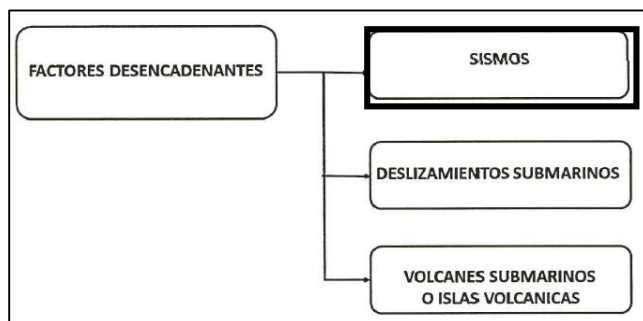 FACTORES DESENCADENANTES
SISMOS
DESLIZAMIENTOS SUBMARINOS
VOLCANES SUBMARINOS
O ISLAS VOLCANICAS